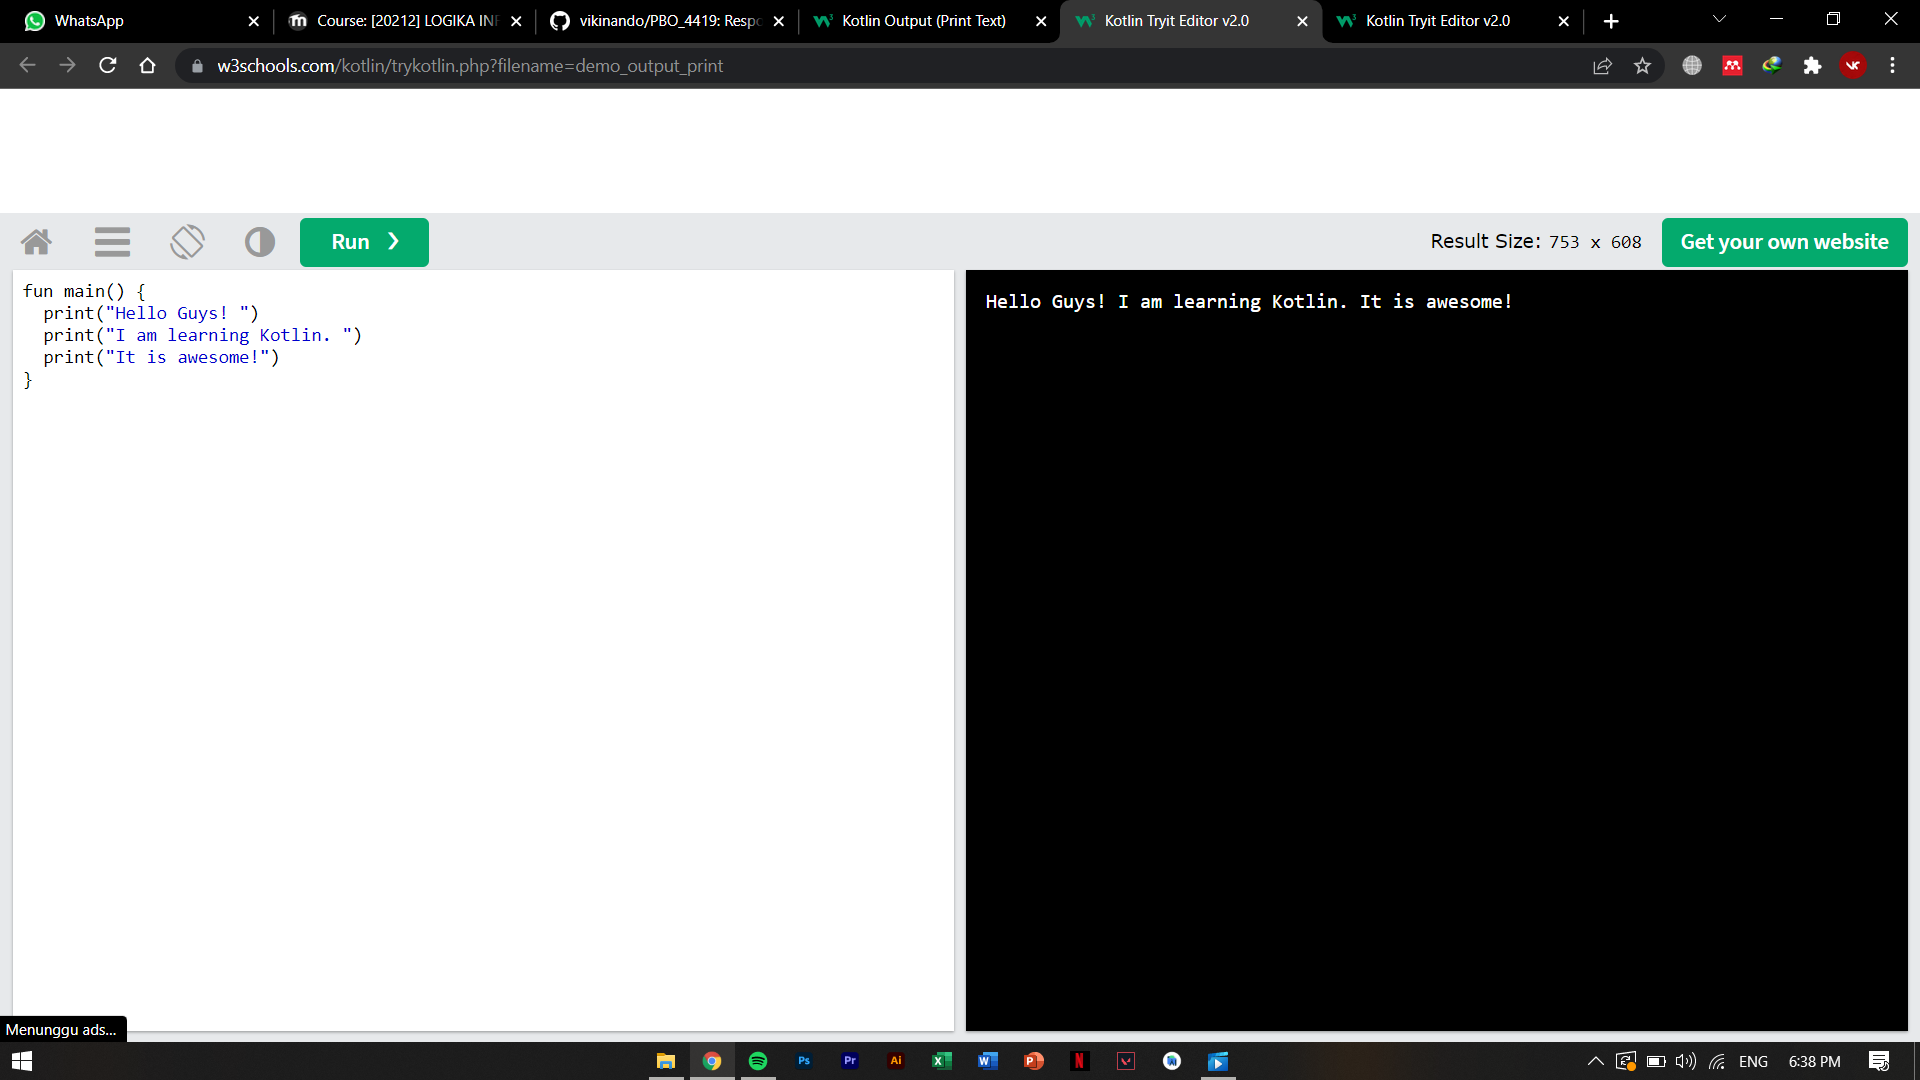 WhatsApp
Course: [20212] LOGIKA INF
vikinando/PBO_4419: Respo
Kotlin Output (Print Text)
Kotlin Tryit Editor v2.0
Kotlin Tryit Editor v2.0
w3schools.com/kotlin/trykotlin.php?filename=demo_output_print
Run ❯
Result Size: 753 x 608
Get your own website
fun main() {
  print("Hello Guys! ")
  print("I am learning Kotlin. ")
  print("It is awesome!")
}
Hello Guys! I am learning Kotlin. It is awesome!
Menunggu ads...
Ps
Pr
Ai
ENG
6:38 PM